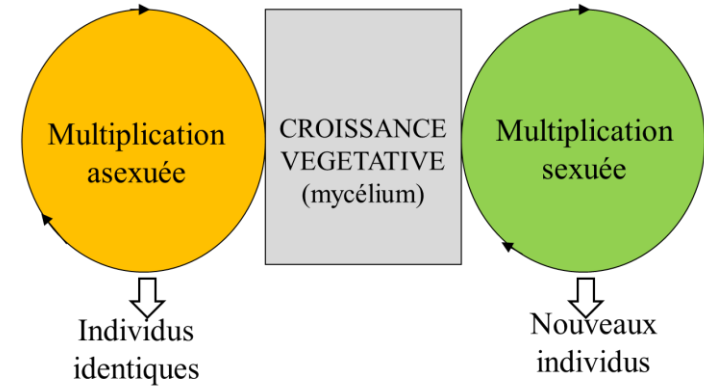 Multiplication
asexuée
CROISSANCE
VEGETATIVE
(mycélium)
Multiplication
sexuée
Individus
identiques
Nouveaux
individus